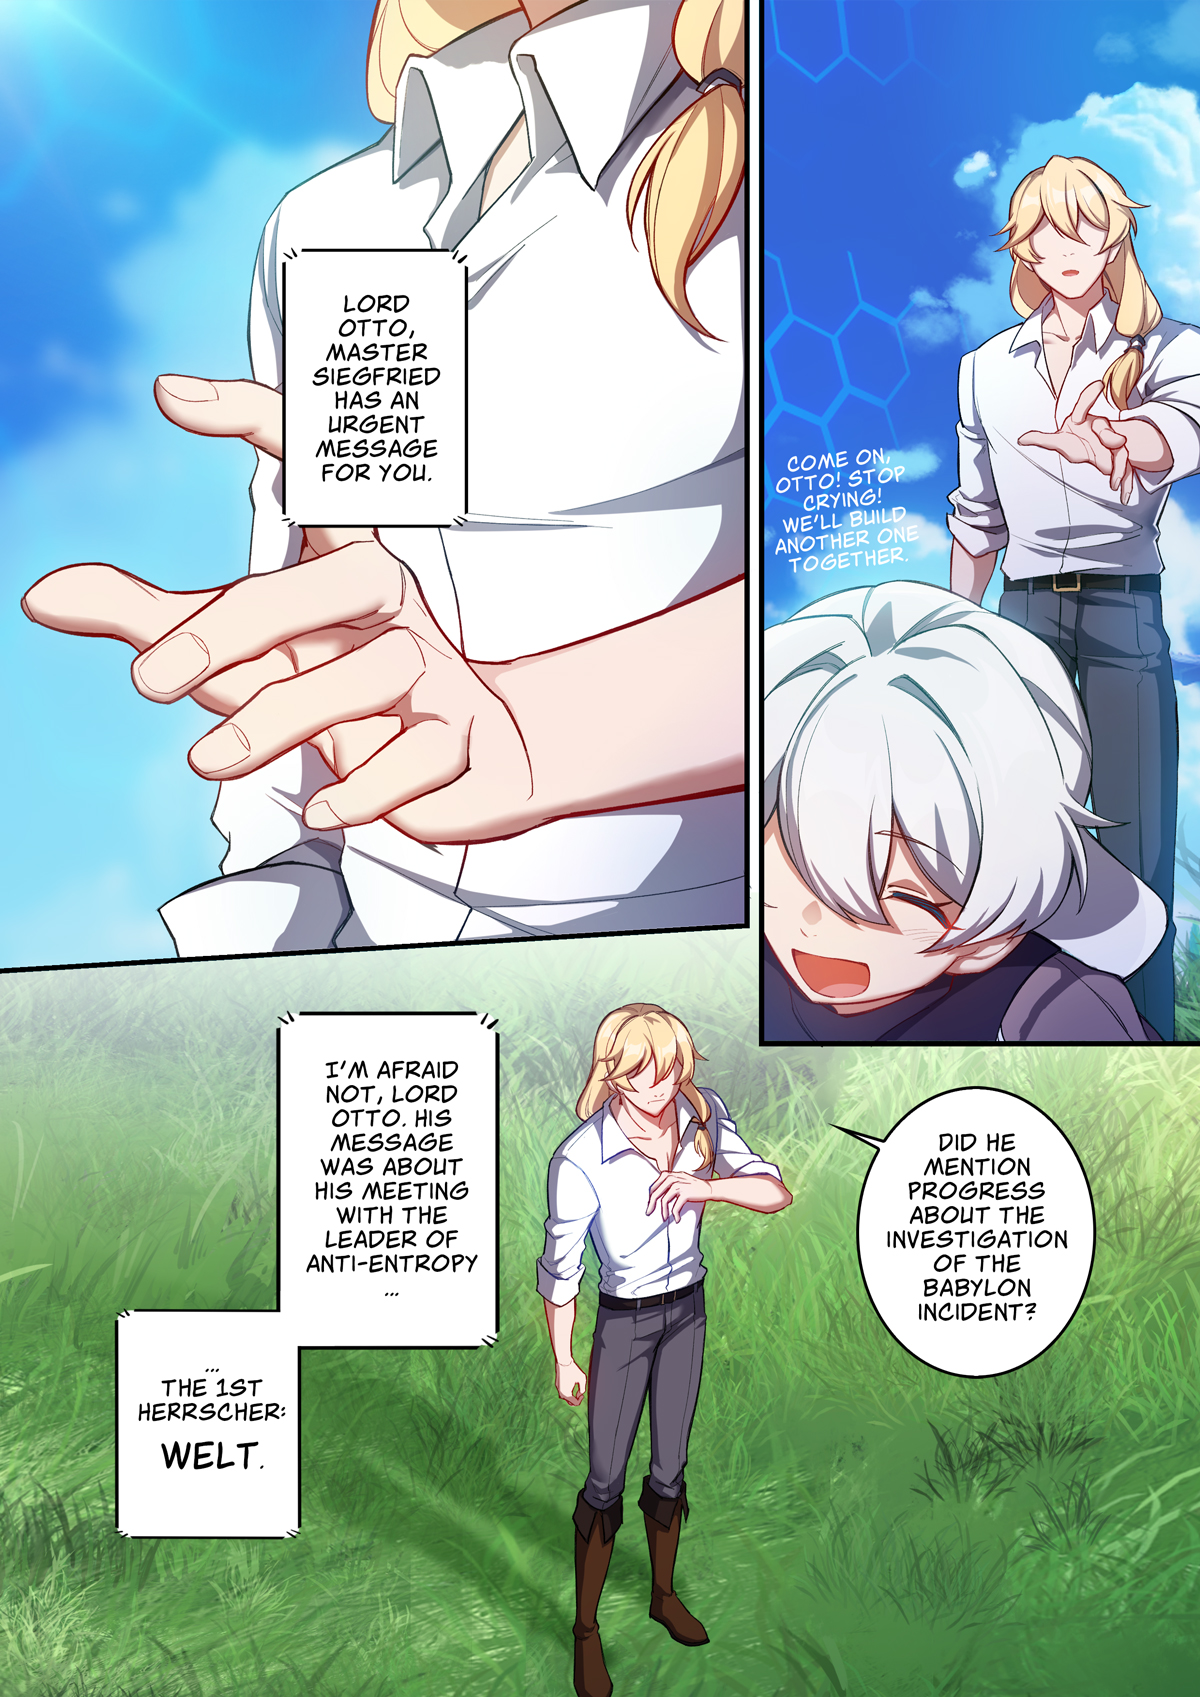 LORD
OTTO,
MASTER
SIEGFRIED
HAS AN
URGENT
MESSAGE
FOR YOU.
COME ON,
OTTO! STOP
CRYING!
WE'LL BUILD
ANOTHER ONE
TOGETHER.
DID HE
MENTION
PROGRESS
ABOUT THE
INVESTIGATION
OF THE
BABYLON
INCIDENT?
I'M AFRAID
NOT, LORD
OTTO. HIS
MESSAGE
WAS ABOUT
HIS MEETING
WITH THE
LEADER OF
ANTI-ENTROPY
...
...
THE 1ST
HERRSCHER:
WELT.